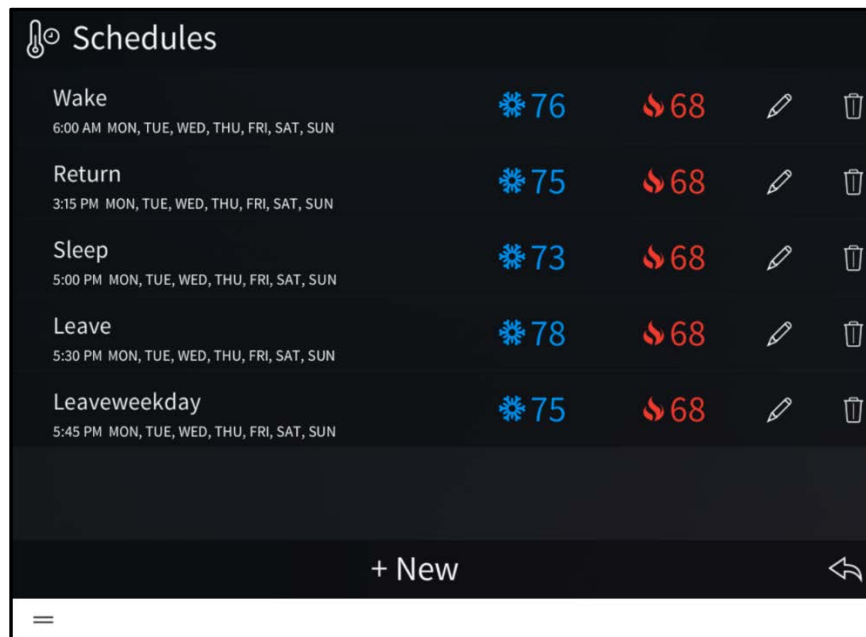 Schedules
Wake 76 68
6:00 AM MON, TUE, WED, THU, FRI, SAT, SUN
Return 75 68
3:15 PM MON, TUE, WED, THU, FRI, SAT, SUN
Sleep 73 68
5:00 PM MON, TUE, WED, THU, FRI, SAT, SUN
Leave 78 68
5:30 PM MON, TUE, WED, THU, FRI, SAT, SUN
Leaveweekday 75 68
5:45 PM MON, TUE, WED, THU, FRI, SAT, SUN
+ New